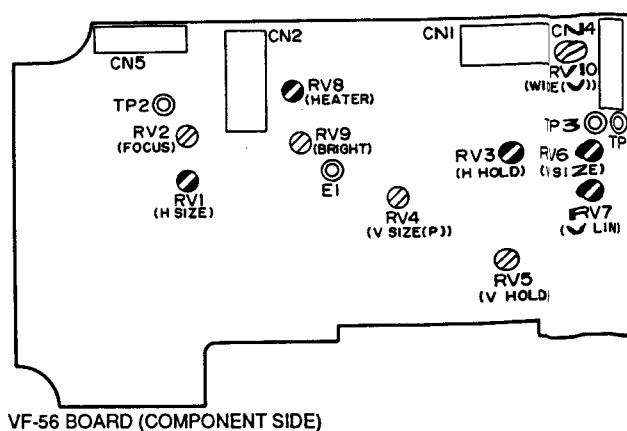 CN5
CN2
CN1
CN14
RV10
(WIDE(V))
RV8
(HEATER)
TP2
RV2
(FOCUS)
RV9
(BRIGHT)
E1
RV1
(H SIZE)
RV4
(V SIZE(P))
RV3
(H HOLD)
TP3
TP
RV6
(V SIZE)
RV7
(V LIN
RV5
(V HOLD)
VF-56 BOARD (COMPONENT SIDE)